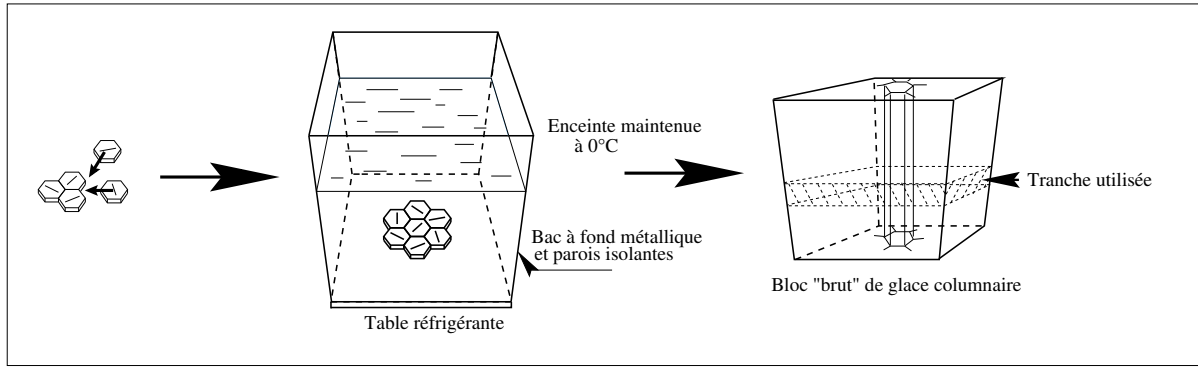 Enceinte maintenue
à 0°C
Tranche utilisée
Bac à fond métallique
et parois isolantes
Bloc "brut" de glace columnaire
Table réfrigérante